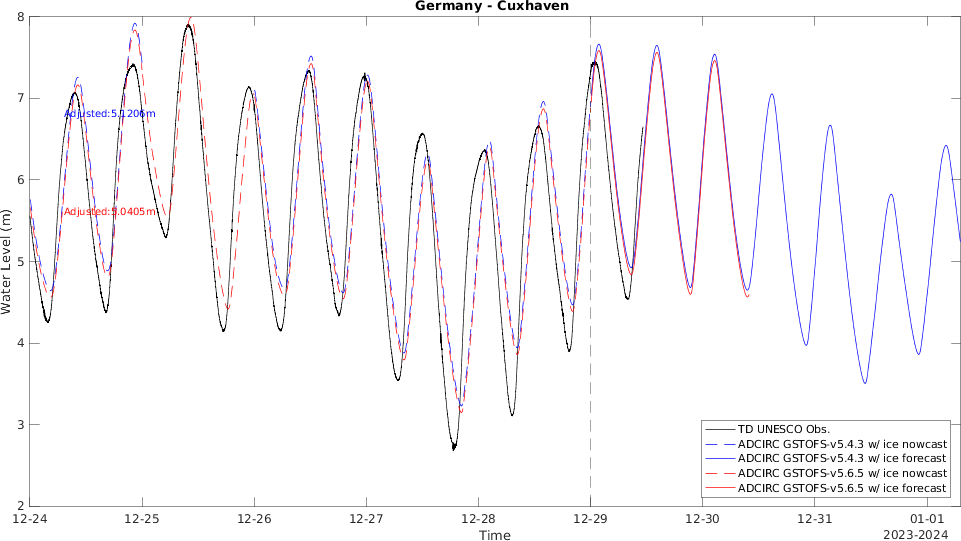 Germany - Cuxhaven
8
7
6
5
4
3
2
Water Level (m)
Adjusted:5.1206m
Adjusted:5.0405m
TD UNESCO Obs.
ADCIRC GSTOFS-v5.4.3 w/ ice nowcast
ADCIRC GSTOFS-v5.4.3 w/ ice forecast
ADCIRC GSTOFS-v5.6.5 w/ ice nowcast
ADCIRC GSTOFS-v5.6.5 w/ ice forecast
12-24 12-25 12-26 12-27 12-28 12-29 12-30 12-31 01-01
Time
2023-2024